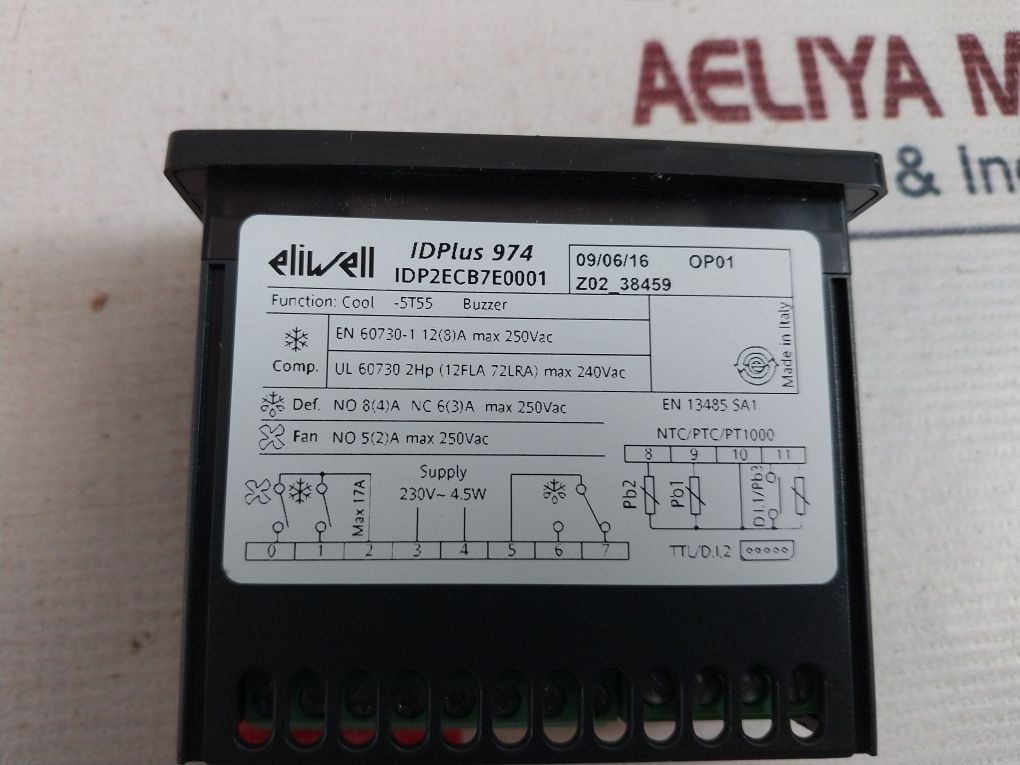 AELIYA M
& Ind
eliwell
IDPlus 974
IDP2ECB7E0001
09/06/16 OP01
Z02_38459
Function: Cool -5T55 Buzzer
EN 60730-1 12(8)A max 250Vac
Comp.
UL 60730 2Hp (12FLA 72LRA) max 240Vac
Made in Italy
Def. NO 8(4)A NC 6(3)A max 250Vac
EN 13485 SA1
Fan NO 5(2)A max 250Vac
NTC/PTC/PT1000
8 9 10 11
Supply
230V~ 4.5W
Max 17A
Pb2
Pb1
D.I.1/Pb3
0 1 2 3 4 5 6 7
TTL/D.I.2